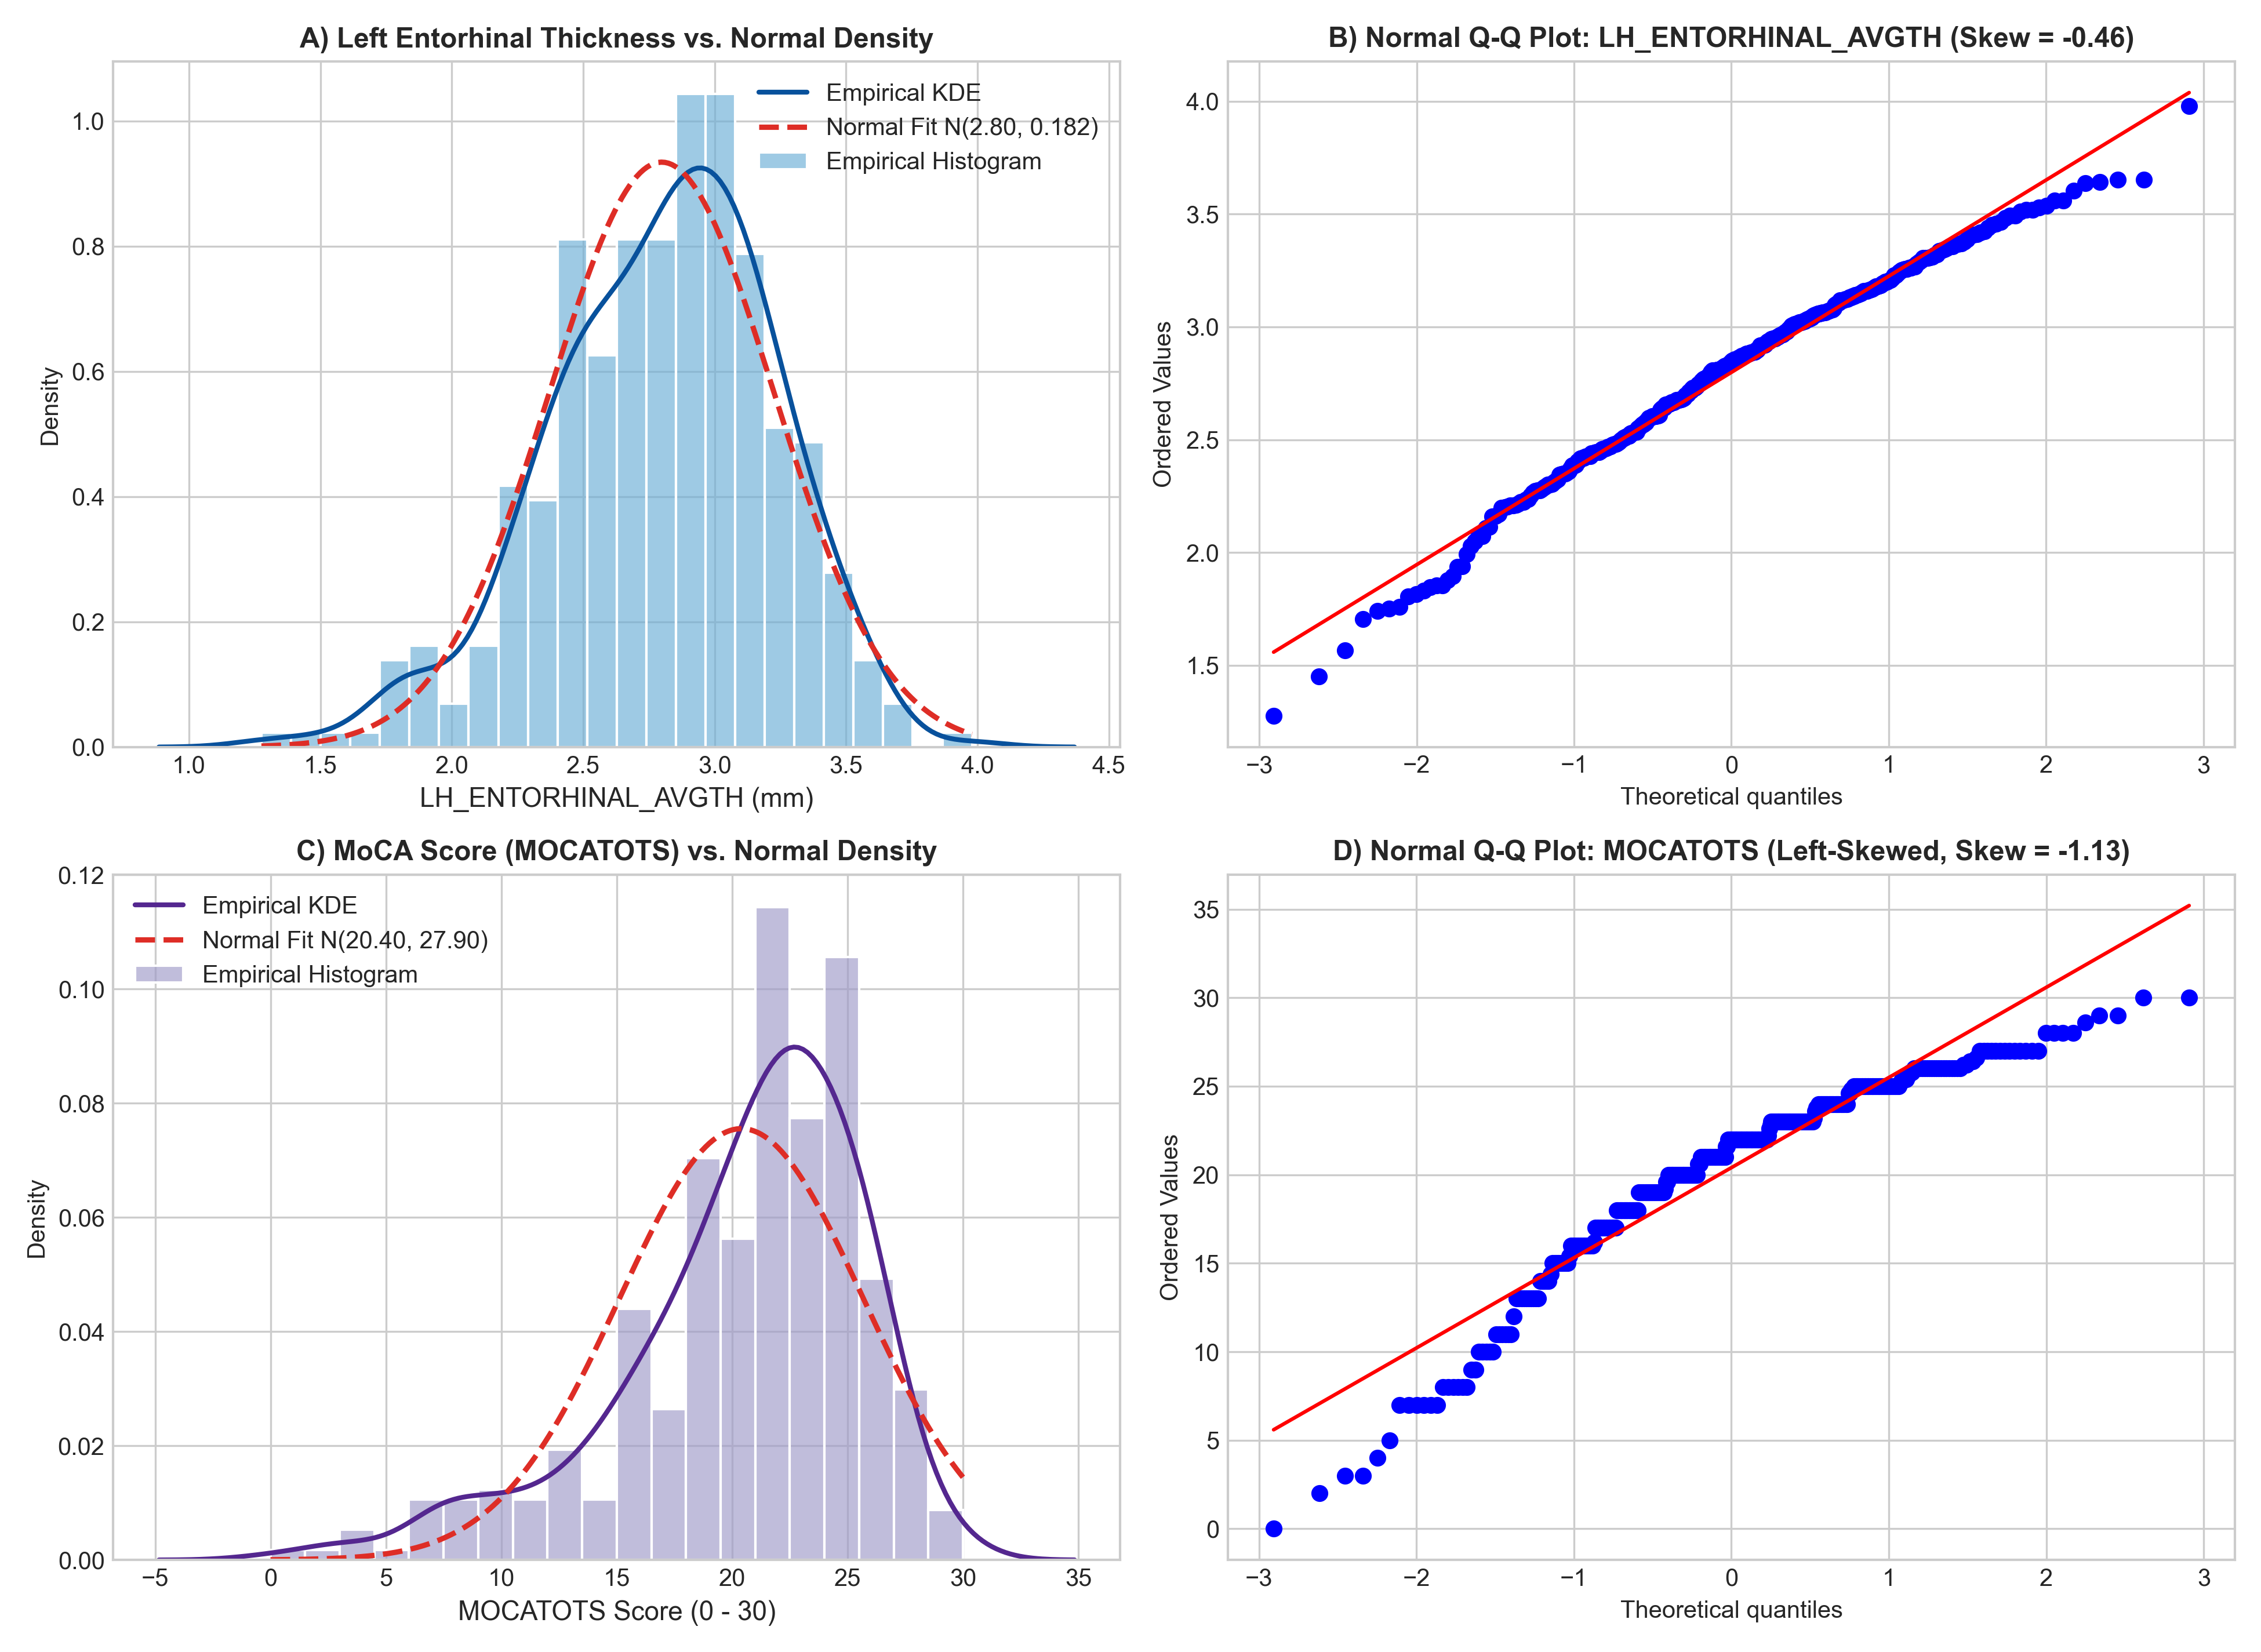 A) Left Entorhinal Thickness vs. Normal Density
Empirical KDE
Normal Fit N(2.80, 0.182)
Empirical Histogram
Density
1.0
0.8
0.6
0.4
0.2
0.0
1.0 1.5 2.0 2.5 3.0 3.5 4.0 4.5
LH_ENTORHINAL_AVGTH (mm)
B) Normal Q-Q Plot: LH_ENTORHINAL_AVGTH (Skew = -0.46)
Ordered Values
4.0
3.5
3.0
2.5
2.0
1.5
−3 −2 −1 0 1 2 3
Theoretical quantiles
C) MoCA Score (MOCATOTS) vs. Normal Density
Empirical KDE
Normal Fit N(20.40, 27.90)
Empirical Histogram
Density
0.12
0.10
0.08
0.06
0.04
0.02
0.00
−5 0 5 10 15 20 25 30 35
MOCATOTS Score (0 - 30)
D) Normal Q-Q Plot: MOCATOTS (Left-Skewed, Skew = -1.13)
Ordered Values
35
30
25
20
15
10
5
0
−3 −2 −1 0 1 2 3
Theoretical quantiles